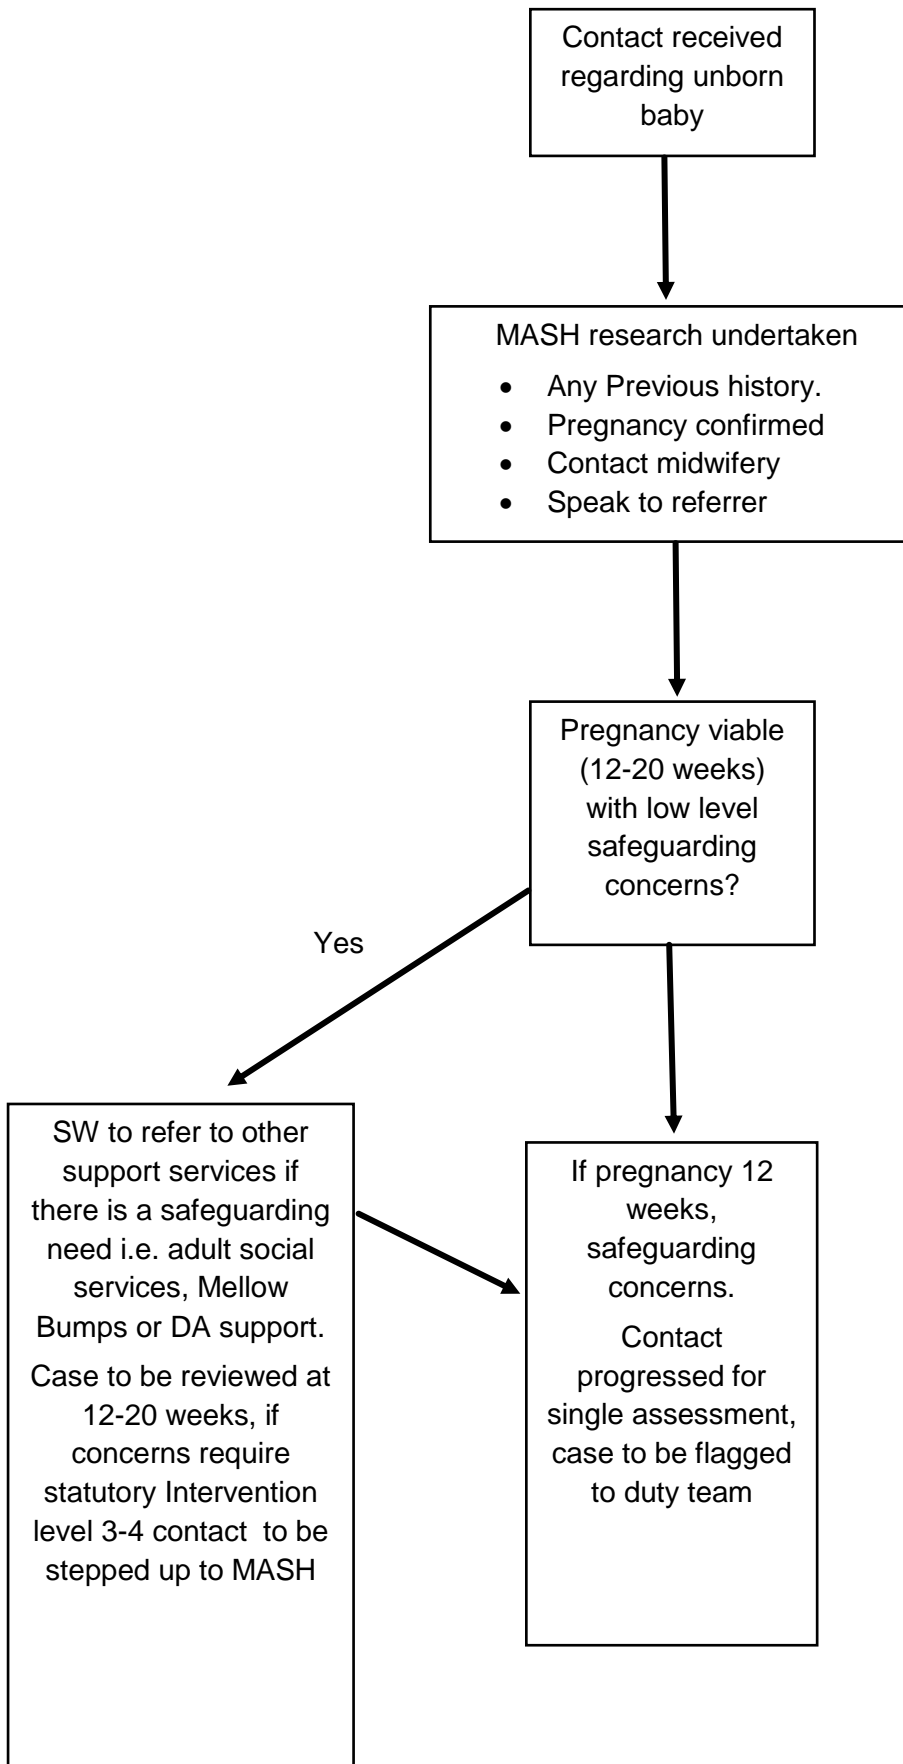 Contact received
regarding unborn
baby
MASH research undertaken
• Any Previous history.
• Pregnancy confirmed
• Contact midwifery
• Speak to referrer
Pregnancy viable
(12-20 weeks)
with low level
safeguarding
concerns?
Yes
SW to refer to other
support services if
there is a safeguarding
need i.e. adult social
services, Mellow
Bumps or DA support.
Case to be reviewed at
12-20 weeks, if
concerns require
statutory Intervention
level 3-4 contact  to be
stepped up to MASH
If pregnancy 12
weeks,
safeguarding
concerns.
Contact
progressed for
single assessment,
case to be flagged
to duty team